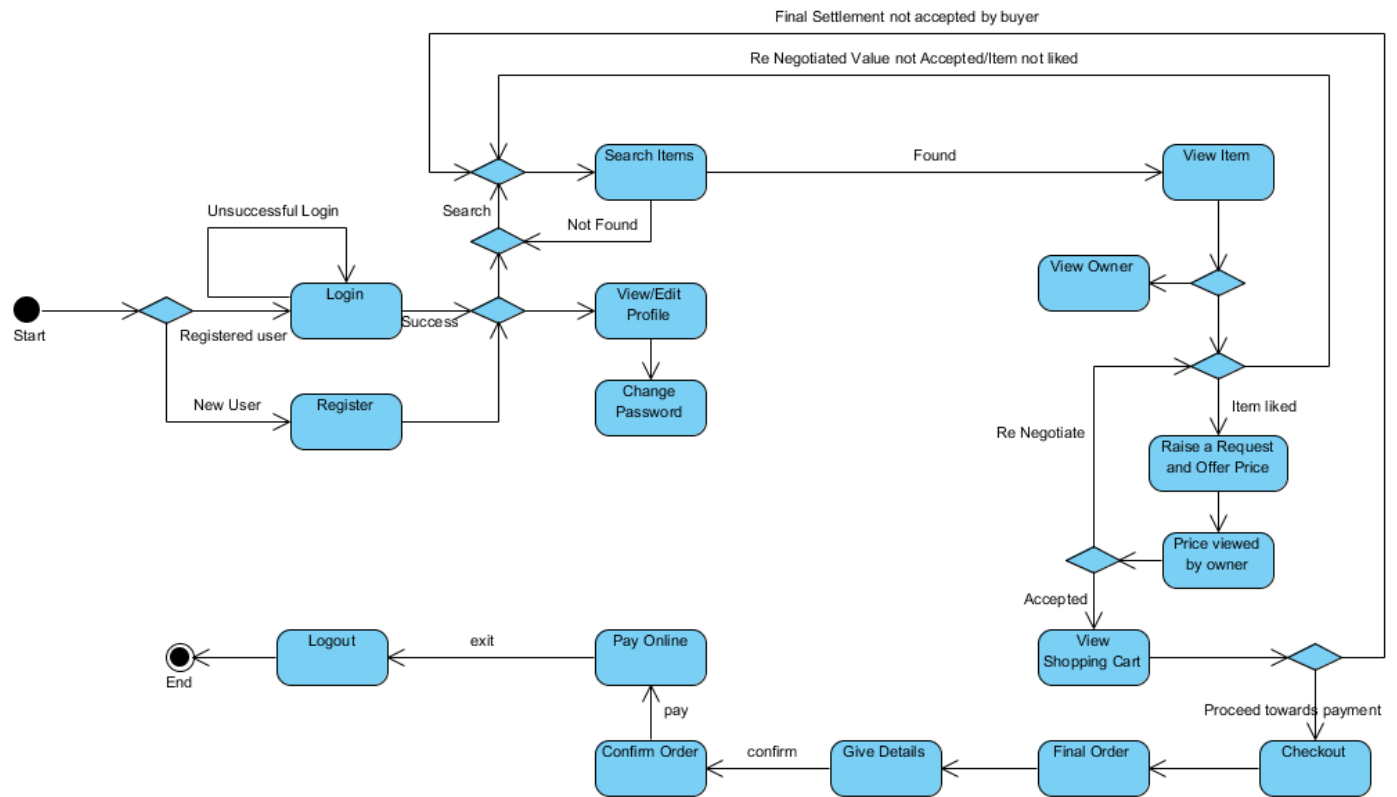 Final Settlement not accepted by buyer
Re Negotiated Value not Accepted/Item not liked
Search Items
Found
View Item
Search
Not Found
Unsuccessful Login
View Owner
Login
View/Edit
Profile
Start
Registered user
Success
Change
Password
New User
Register
Item liked
Re Negotiate
Raise a Request
and Offer Price
Price viewed
by owner
Accepted
View
Shopping Cart
Pay Online
exit
Logout
End
Proceed towards payment
pay
Checkout
Final Order
Give Details
confirm
Confirm Order